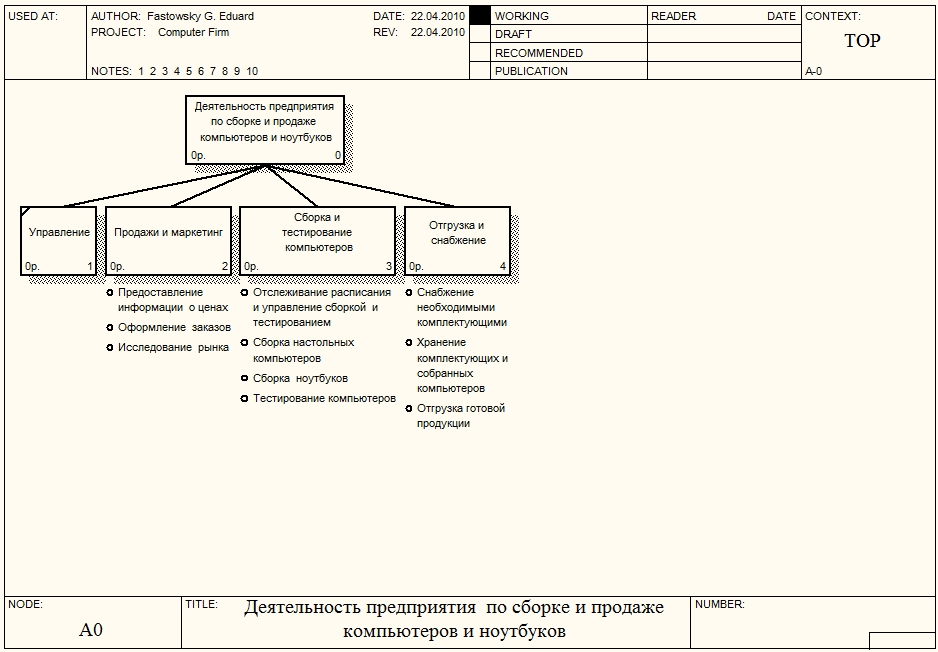 USED AT:
AUTHOR: Fastowsky G. Eduard
DATE: 22.04.2010
PROJECT: Computer Firm
REV: 22.04.2010
NOTES: 1 2 3 4 5 6 7 8 9 10
WORKING
DRAFT
RECOMMENDED
PUBLICATION
READER DATE
CONTEXT:
TOP
A-0
Деятельность предприятия
по сборке и продаже
компьютеров и ноутбуков
0р. 0
Управление
0р. 1
Продажи и маркетинг
0р. 2
Сборка и
тестирование
компьютеров
0р. 3
Отгрузка и
снабжение
0р. 4
Предоставление
информации о ценах
Оформление заказов
Исследование рынка
Отслеживание расписания
и управление сборкой и
тестированием
Сборка настольных
компьютеров
Сборка ноутбуков
Тестирование компьютеров
Снабжение
необходимыми
комплектующими
Хранение
комплектующих и
собранных
компьютеров
Отгрузка готовой
продукции
NODE:
A0
TITLE:
Деятельность предприятия по сборке и продаже
компьютеров и ноутбуков
NUMBER: